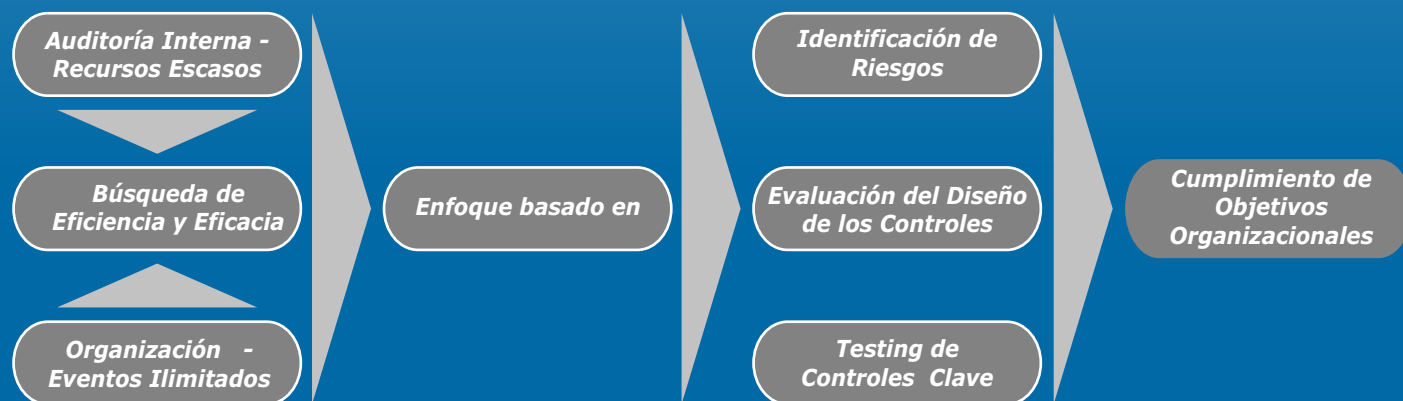 Auditoría Interna -
Recursos Escasos
Búsqueda de
Eficiencia y Eficacia
Organización -
Eventos Ilimitados
Enfoque basado en
Identificación de
Riesgos
Evaluación del Diseño
de los Controles
Testing de
Controles Clave
Cumplimiento de
Objetivos
Organizacionales